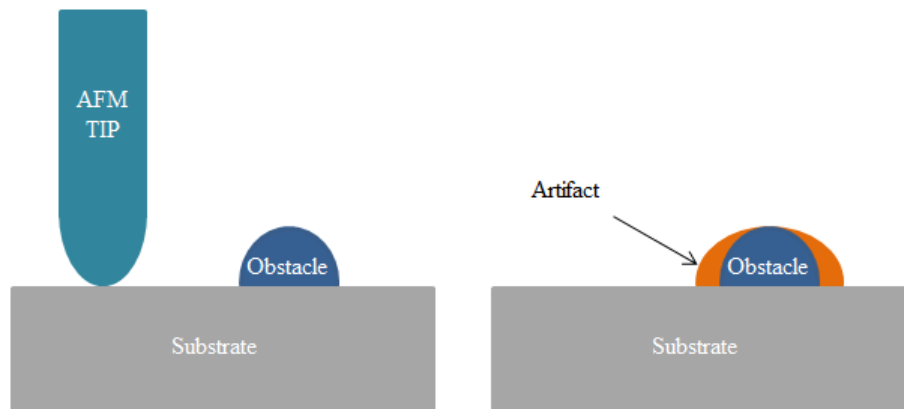 AFM
TIP
Obstacle
Substrate
Artifact
Obstacle
Substrate